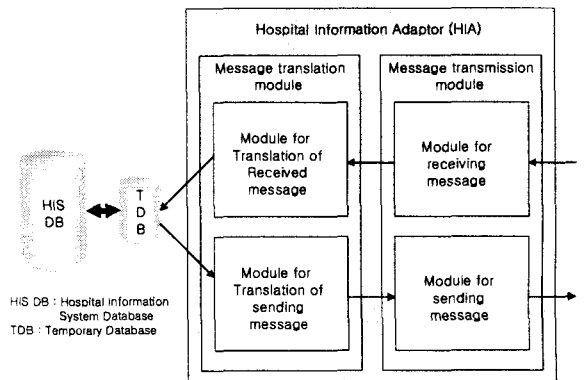 Hospital Information Adaptor (HIA)
Message translation
module
Message transmission
module
Module for
Translation of
Received
message
Module for
receiving
message
HIS
DB
T
D
B
Module for
Translation of
sending
message
Module for
sending
message
HIS DB : Hospital Information
System Database
TDB : Temporary Database